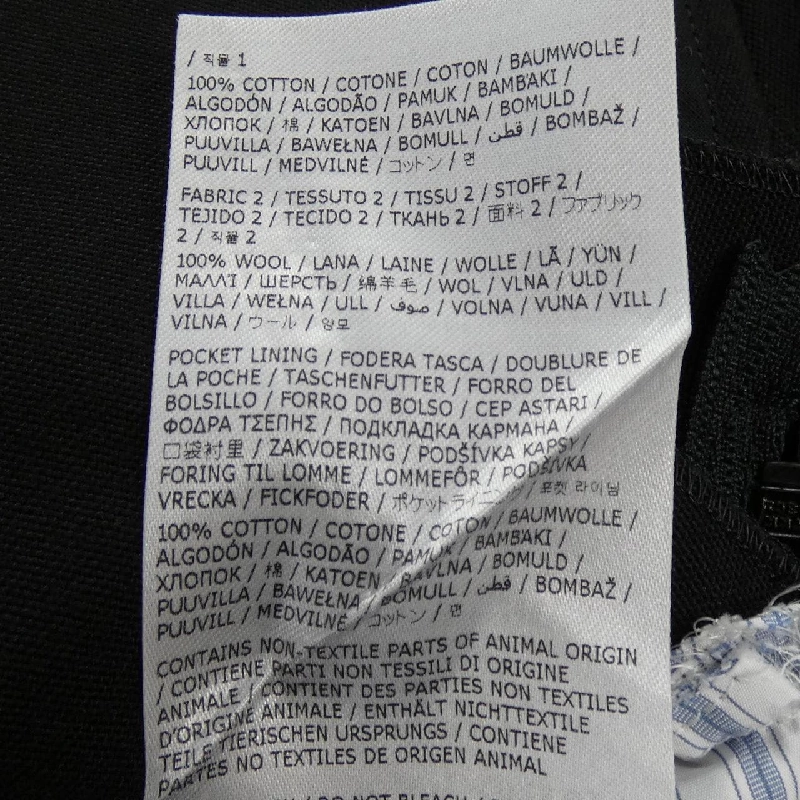 / 직물 1
100% COTTON / COTONE / COTON / BAUMWOLLE /
ALGODÓN / ALGODÃO / PAMUK / ΒΑΜΒΆΚΙ /
ХЛОПОК / 棉 / KATOEN / BAVLNA / BOMULD /
PUUVILLA / BAWEŁNA / BOMULL / قطن / BOMBAŽ /
PUUVILL / MEDVILNĖ / コットン / 면
FABRIC 2 / TESSUTO 2 / TISSU 2 / STOFF 2 /
TEJIDO 2 / TECIDO 2 / ТКАНЬ 2 / 面料 2 / ファブリック
2 / 직물 2
100% WOOL / LANA / LAINE / WOLLE / LÃ / YÜN /
ΜΑΛΛΊ / ШЕРСТЬ / 绵羊毛 / WOL / VLNA / ULD /
VILLA / WEŁNA / ULL / صوف / VOLNA / VUNA / VILL /
VILNA / ウール / 양모
POCKET LINING / FODERA TASCA / DOUBLURE DE
LA POCHE / TASCHENFUTTER / FORRO DEL
BOLSILLO / FORRO DO BOLSO / CEP ASTARI /
ΦΟΔΡΑ ΤΣΕΠΗΣ / ПОДКЛАДКА КАРМАНА /
口袋衬里 / ZAKVOERING / PODŠÍVKA KAPSY /
FORING TIL LOMME / LOMMEFÔR / PODŠÍVKA
VRECKA / FICKFODER / ポケットライニング / 포켓 라이닝
100% COTTON / COTONE / COTON / BAUMWOLLE /
ALGODÓN / ALGODÃO / PAMUK / ΒΑΜΒΆΚΙ /
ХЛОПОК / 棉 / KATOEN / BAVLNA / BOMULD /
PUUVILLA / BAWEŁNA / BOMULL / قطن / BOMBAŽ /
PUUVILL / MEDVILNĖ / コットン / 면
CONTAINS NON-TEXTILE PARTS OF ANIMAL ORIGIN
/ CONTIENE PARTI NON TESSILI DI ORIGINE
ANIMALE / CONTIENT DES PARTIES NON TEXTILES
D'ORIGINE ANIMALE / ENTHÄLT NICHTTEXTILE
TEILE TIERISCHEN URSPRUNGS / CONTIENE
PARTES NO TEXTILES DE ORIGEN ANIMAL
/ DO NOT BLEACH /